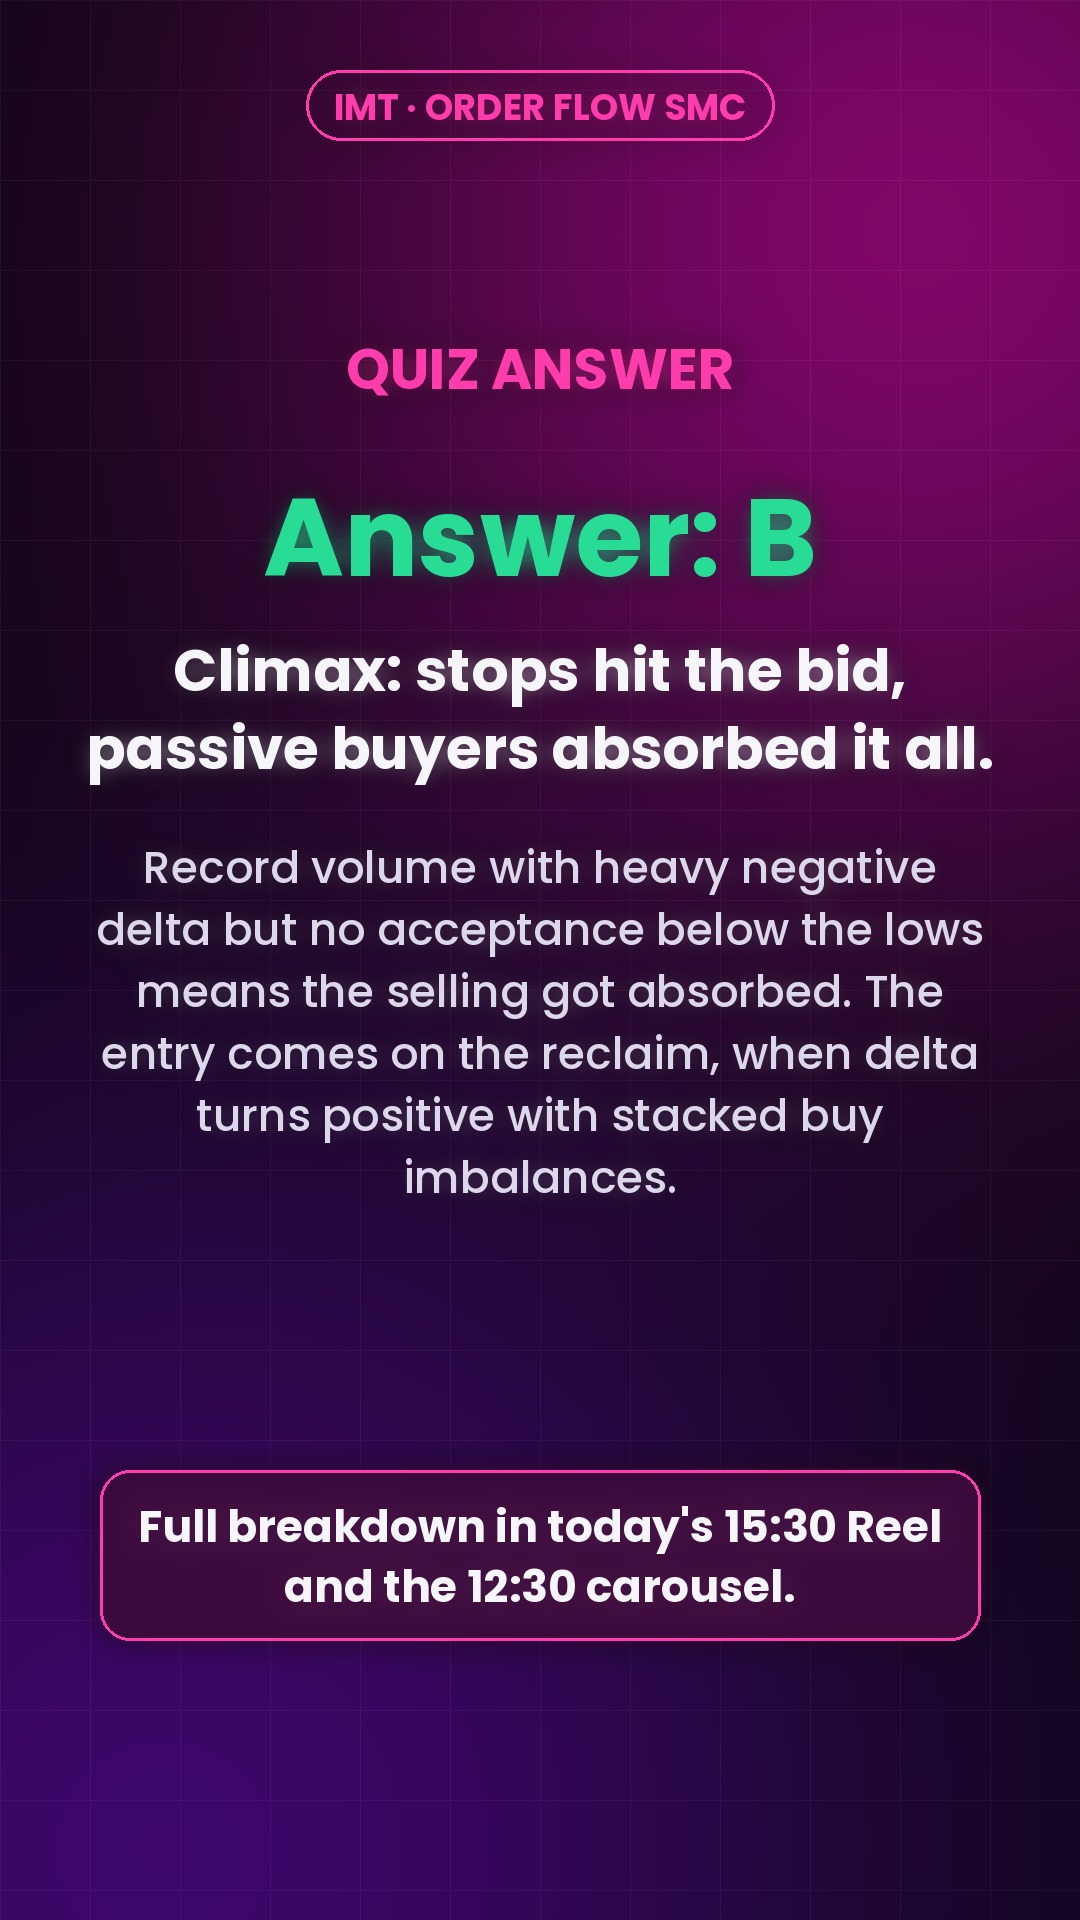 IMT · ORDER FLOW SMC
QUIZ ANSWER
Answer: B
Climax: stops hit the bid,
passive buyers absorbed it all.
Record volume with heavy negative
delta but no acceptance below the lows
means the selling got absorbed. The
entry comes on the reclaim, when delta
turns positive with stacked buy
imbalances.
Full breakdown in today's 15:30 Reel
and the 12:30 carousel.